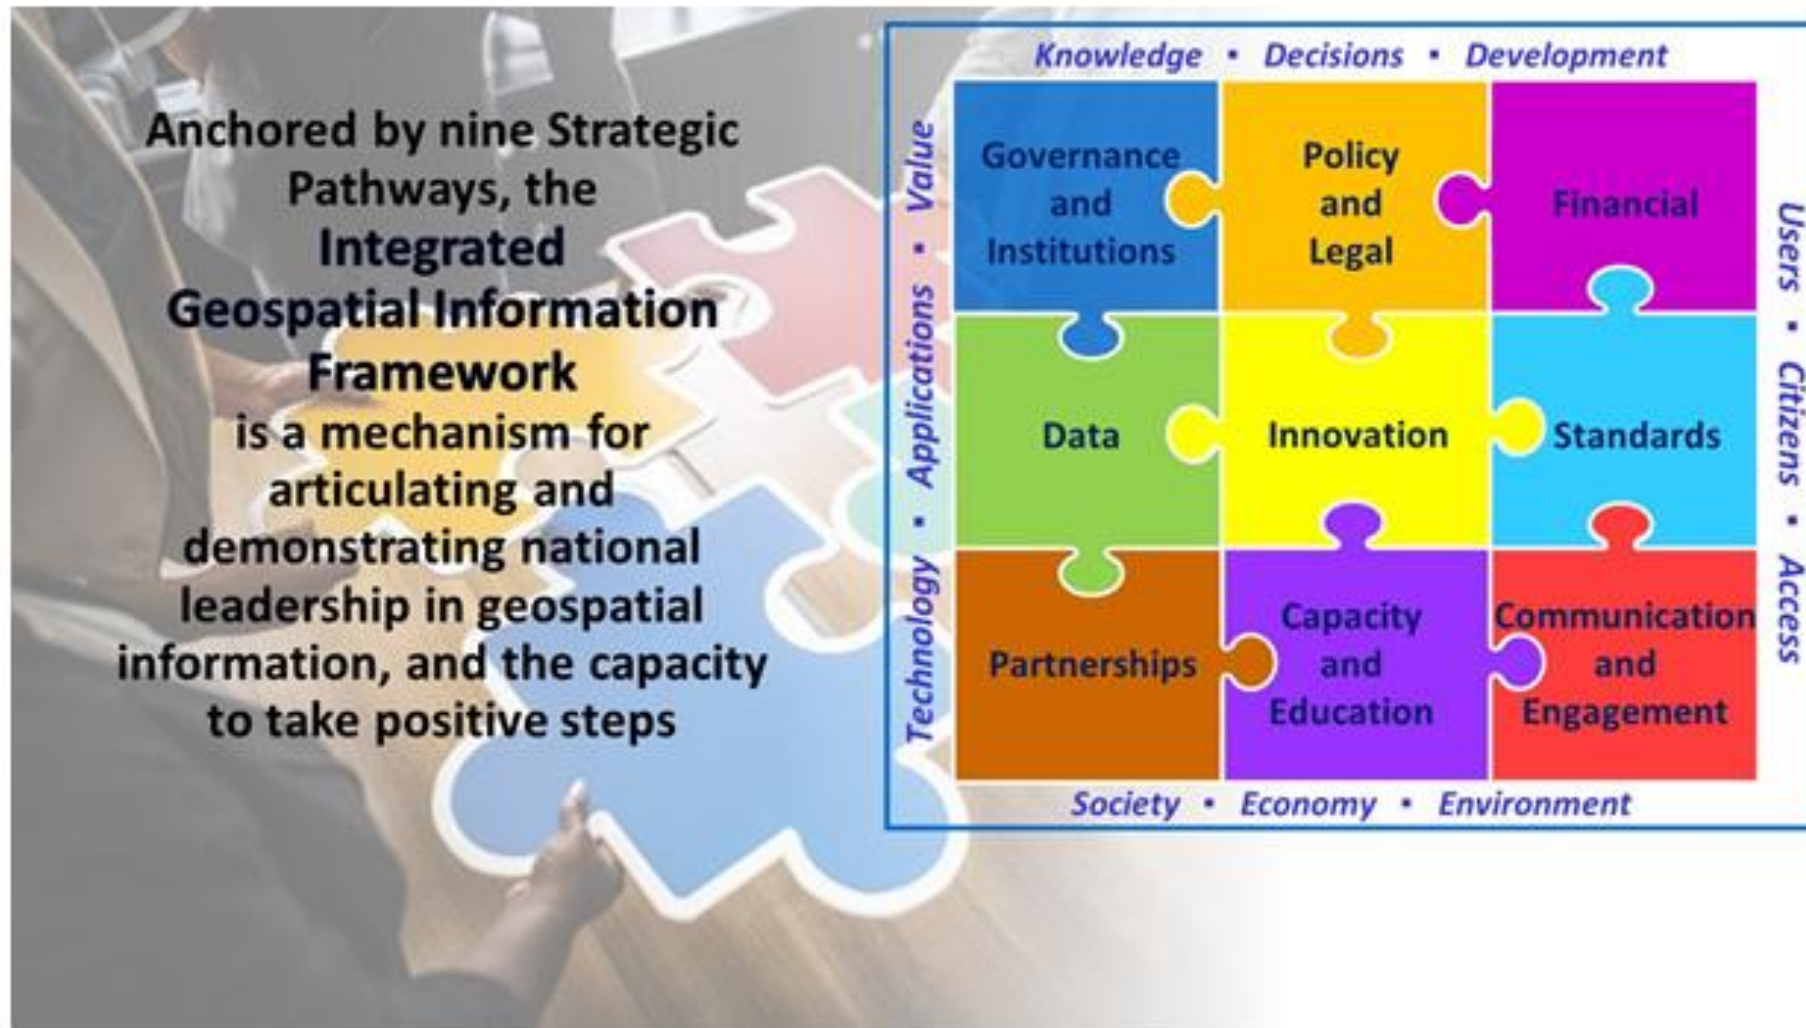 Anchored by nine Strategic
Pathways, the
Integrated
Geospatial Information
Framework
is a mechanism for
articulating and
demonstrating national
leadership in geospatial
information, and the capacity
to take positive steps
Knowledge ▪ Decisions ▪ Development
Technology ▪ Applications ▪ Value
Governance
and
Institutions
Policy
and
Legal
Financial
Data
Innovation
Standards
Partnerships
Capacity
and
Education
Communication
and
Engagement
Users ▪ Citizens ▪ Access
Society ▪ Economy ▪ Environment